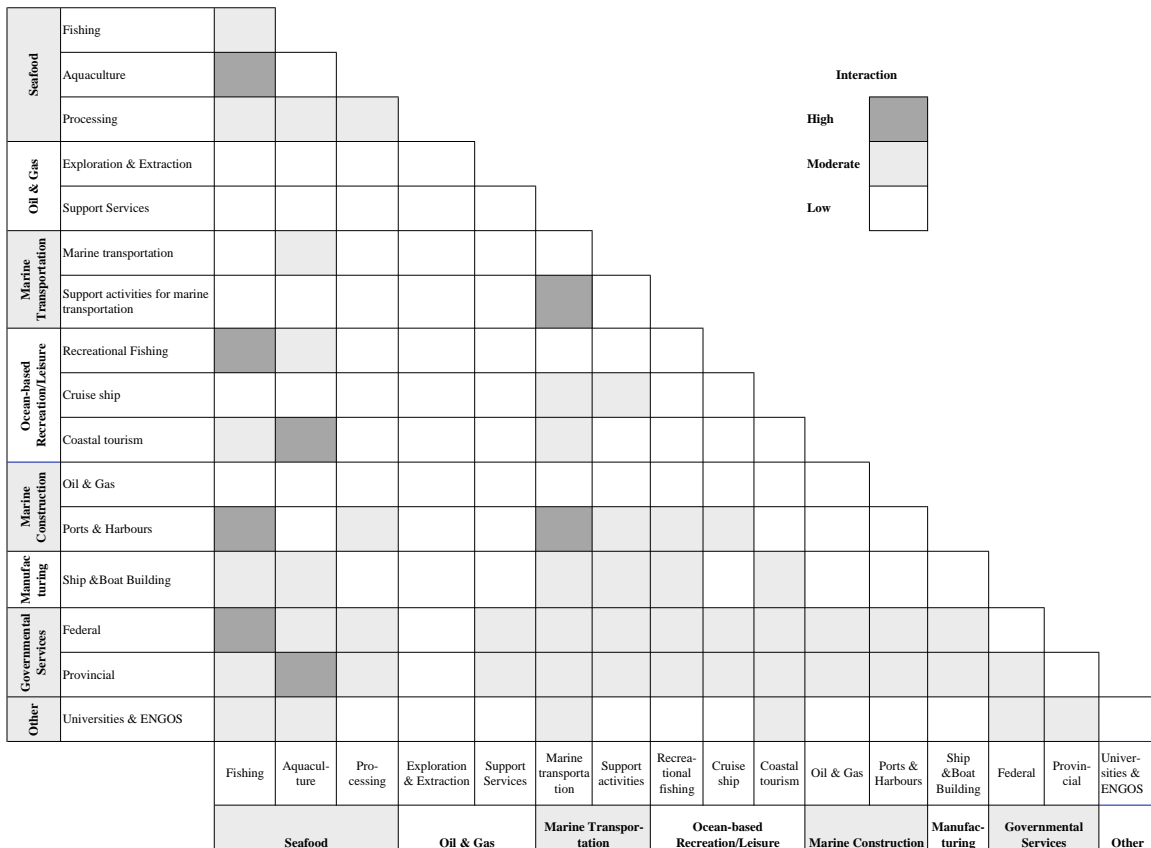 Seafood
Fishing
Aquaculture
Processing
Oil & Gas
Exploration & Extraction
Support Services
Marine
Transportation
Marine transportation
Support activities for marine
transportation
Ocean-based
Recreation/Leisure
Recreational Fishing
Cruise ship
Coastal tourism
Marine
Construction
Oil & Gas
Ports & Harbours
Manufac
turing
Ship &Boat Building
Governmental
Services
Federal
Provincial
Other
Universities & ENGOS
Interaction
High
Moderate
Low
Fishing
Aquacul-
ture
Pro-
cessing
Exploration
& Extraction
Support
Services
Marine
transporta
tion
Support
activities
Recrea-
tional
fishing
Cruise
ship
Coastal
tourism
Oil & Gas
Ports &
Harbours
Ship
&Boat
Building
Federal
Provin-
cial
Univer-
sities &
ENGOS
Seafood
Oil & Gas
Marine Transpor-
tation
Ocean-based
Recreation/Leisure
Marine Construction
Manufac-
turing
Governmental
Services
Other